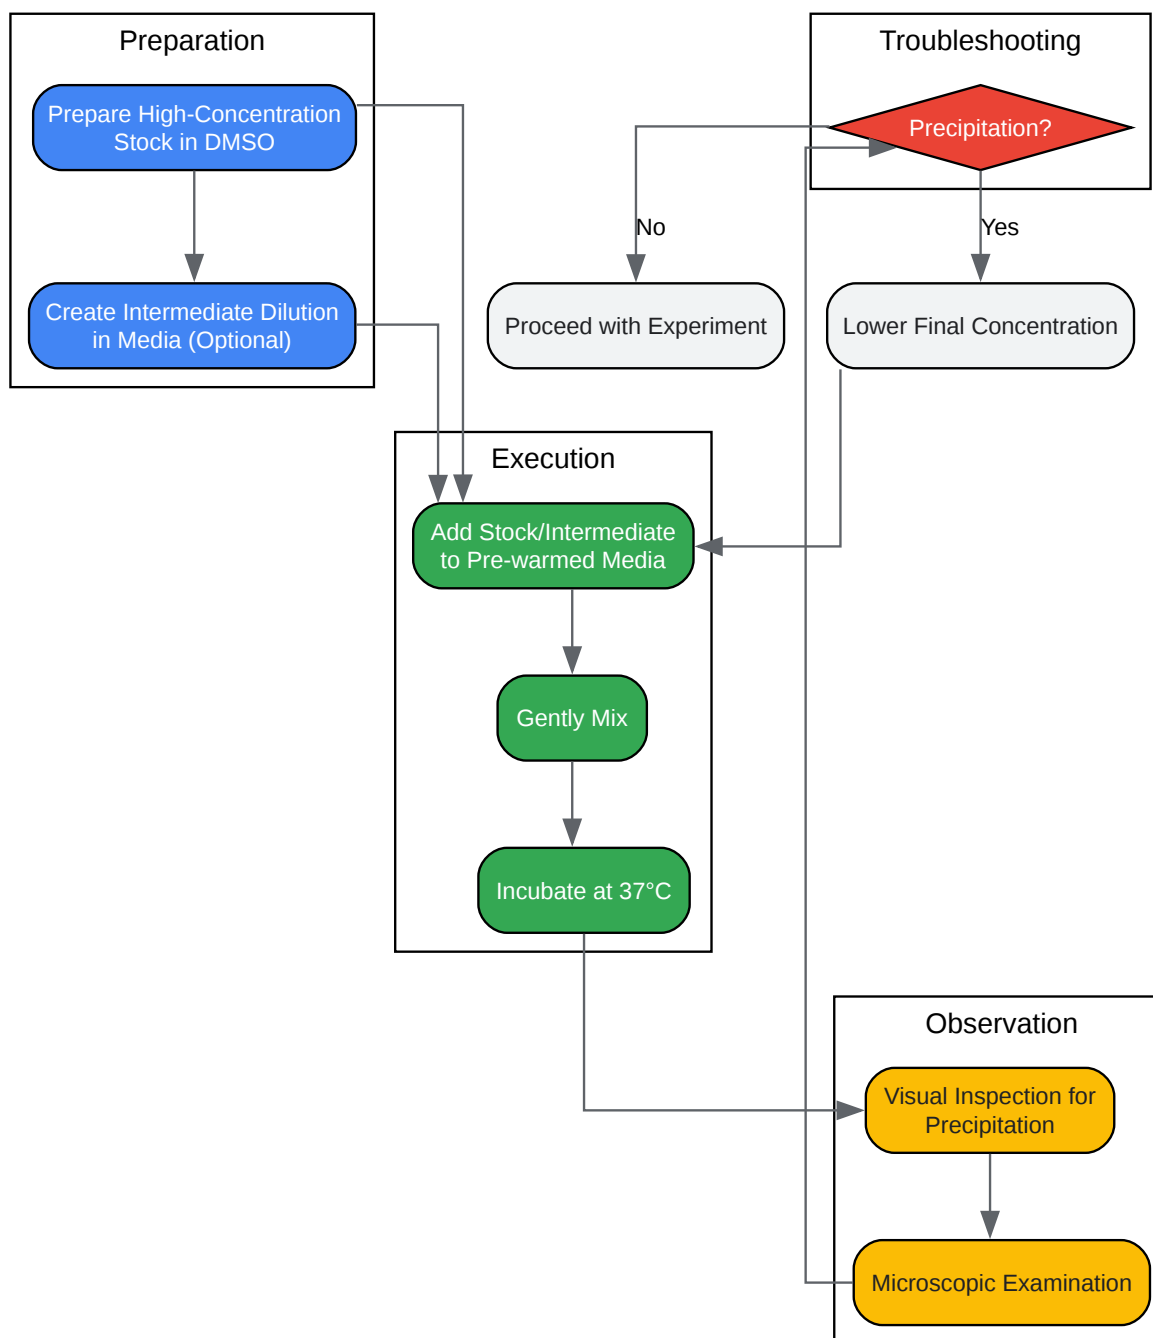 Preparation
Prepare High-Concentration
Stock in DMSO
Create Intermediate Dilution
in Media (Optional)
Troubleshooting
Precipitation?
No
Yes
Proceed with Experiment
Lower Final Concentration
Execution
Add Stock/Intermediate
to Pre-warmed Media
Gently Mix
Incubate at 37°C
Observation
Visual Inspection for
Precipitation
Microscopic Examination